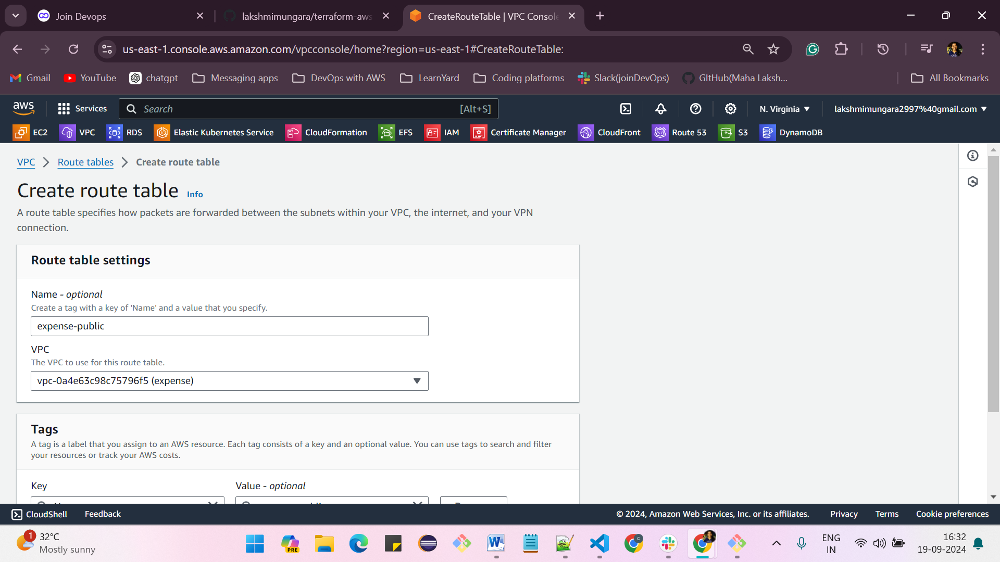 Join Devops
lakshmimungara/terraform-aws
CreateRouteTable | VPC Console
us-east-1.console.aws.amazon.com/vpcconsole/home?region=us-east-1#CreateRouteTable:
Gmail
YouTube
chatgpt
Messaging apps
DevOps with AWS
LearnYard
Coding platforms
Slack(joinDevOps)
GItHub(Maha Laksh...
All Bookmarks
aws
Services
Search
[Alt+S]
N. Virginia
lakshmimungara2997%40gmail.com
EC2
VPC
RDS
Elastic Kubernetes Service
CloudFormation
EFS
IAM
Certificate Manager
CloudFront
Route 53
S3
DynamoDB
VPC
Route tables
Create route table
Create route table Info
A route table specifies how packets are forwarded between the subnets within your VPC, the internet, and your VPN
connection.
Route table settings
Name - optional
Create a tag with a key of 'Name' and a value that you specify.
expense-public
VPC
The VPC to use for this route table.
vpc-0a4e63c98c75796f5 (expense)
Tags
A tag is a label that you assign to an AWS resource. Each tag consists of a key and an optional value. You can use tags to search and filter
your resources or track your AWS costs.
Key
Value - optional
CloudShell
Feedback
© 2024, Amazon Web Services, Inc. or its affiliates.
Privacy
Terms
Cookie preferences
1
32°C
Mostly sunny
PRE
ENG
IN
16:32
19-09-2024